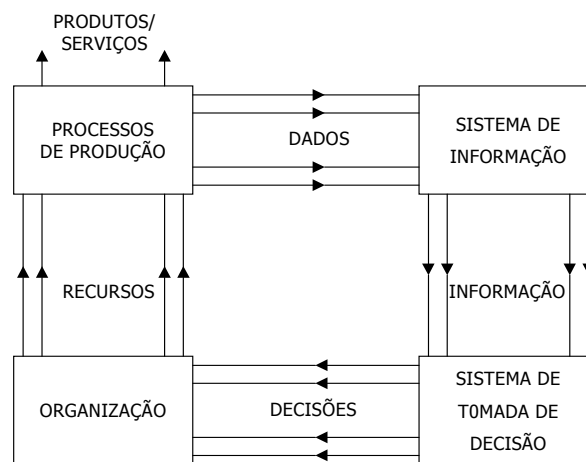 PRODUTOS/
SERVIÇOS
PROCESSOS
DE PRODUÇÃO
DADOS
SISTEMA DE
INFORMAÇÃO
RECURSOS
INFORMAÇÃO
ORGANIZAÇÃO
DECISÕES
SISTEMA DE
T0MADA DE
DECISÃO